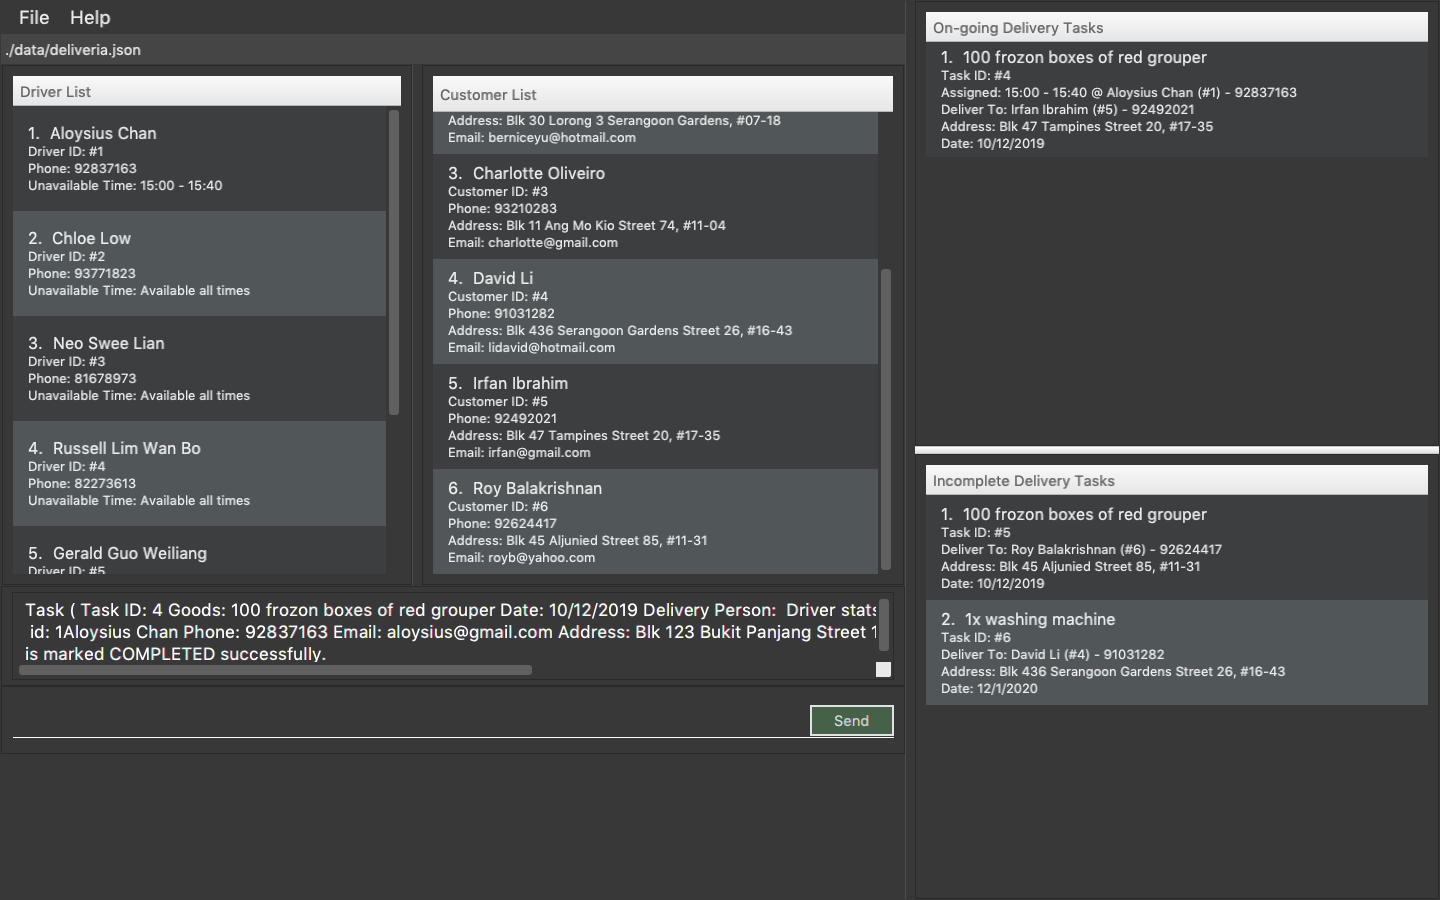 File Help
./data/deliveria.json
Driver List
1. Aloysius Chan
Driver ID: #1
Phone: 92837163
Unavailable Time: 15:00 - 15:40
2. Chloe Low
Driver ID: #2
Phone: 93771823
Unavailable Time: Available all times
3. Neo Swee Lian
Driver ID: #3
Phone: 81678973
Unavailable Time: Available all times
4. Russell Lim Wan Bo
Driver ID: #4
Phone: 82273613
Unavailable Time: Available all times
5. Gerald Guo Weiliang
Driver ID: #5
Customer List
Address: Blk 30 Lorong 3 Serangoon Gardens, #07-18
Email: berniceyu@hotmail.com
3. Charlotte Oliveiro
Customer ID: #3
Phone: 93210283
Address: Blk 11 Ang Mo Kio Street 74, #11-04
Email: charlotte@gmail.com
4. David Li
Customer ID: #4
Phone: 91031282
Address: Blk 436 Serangoon Gardens Street 26, #16-43
Email: lidavid@hotmail.com
5. Irfan Ibrahim
Customer ID: #5
Phone: 92492021
Address: Blk 47 Tampines Street 20, #17-35
Email: irfan@gmail.com
6. Roy Balakrishnan
Customer ID: #6
Phone: 92624417
Address: Blk 45 Aljunied Street 85, #11-31
Email: royb@yahoo.com
Task ( Task ID: 4 Goods: 100 frozon boxes of red grouper Date: 10/12/2019 Delivery Person:  Driver stats
id: 1Aloysius Chan Phone: 92837163 Email: aloysius@gmail.com Address: Blk 123 Bukit Panjang Street 1
is marked COMPLETED successfully.
Send
On-going Delivery Tasks
1. 100 frozon boxes of red grouper
Task ID: #4
Assigned: 15:00 - 15:40 @ Aloysius Chan (#1) - 92837163
Deliver To: Irfan Ibrahim (#5) - 92492021
Address: Blk 47 Tampines Street 20, #17-35
Date: 10/12/2019
Incomplete Delivery Tasks
1. 100 frozon boxes of red grouper
Task ID: #5
Deliver To: Roy Balakrishnan (#6) - 92624417
Address: Blk 45 Aljunied Street 85, #11-31
Date: 10/12/2019
2. 1x washing machine
Task ID: #6
Deliver To: David Li (#4) - 91031282
Address: Blk 436 Serangoon Gardens Street 26, #16-43
Date: 12/1/2020